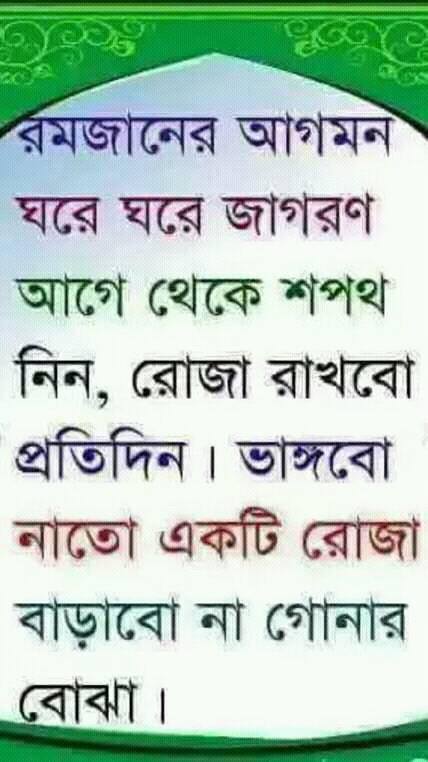 রমজানের আগমন
ঘরে ঘরে জাগরণ
আগে থেকে শপথ
নিন, রোজা রাখবো
প্রতিদিন। ভাঙ্গবো
নাতো একটি রোজা
বাড়াবো না গোনার
বোঝা।